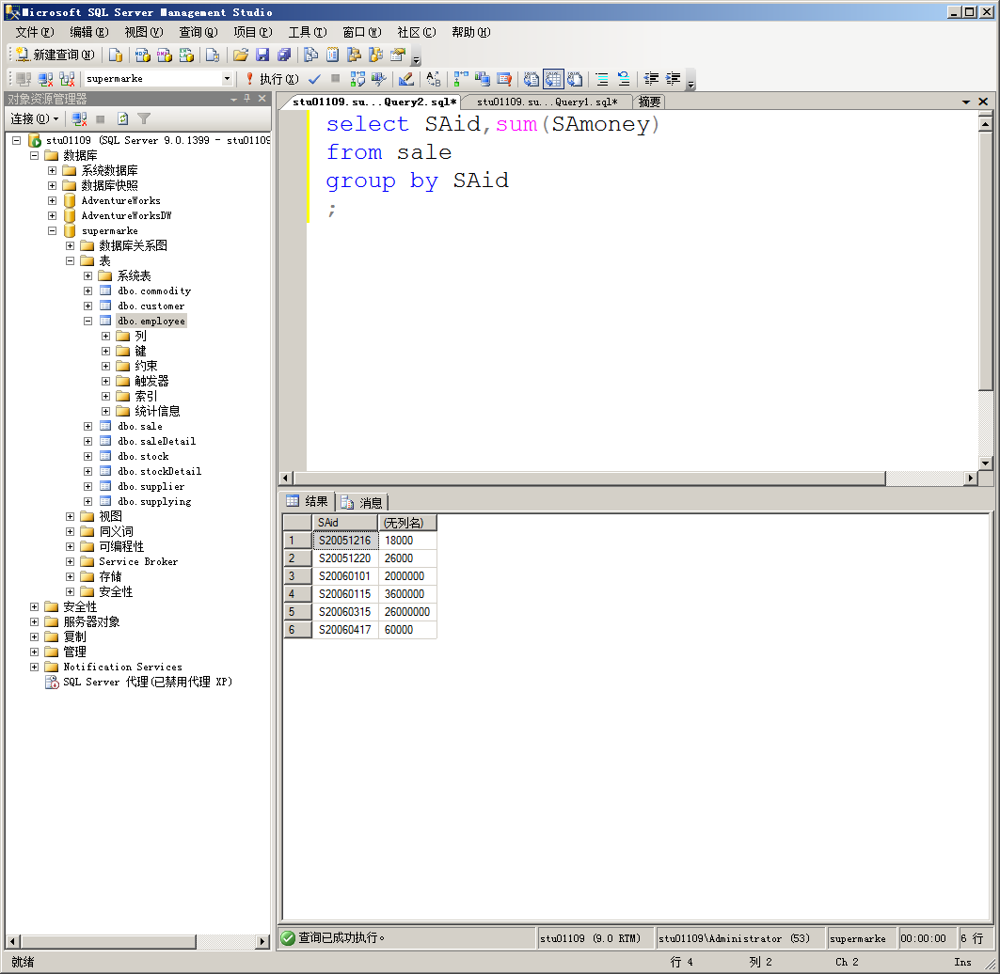 Microsoft SQL Server Management Studio
文件(F) 编辑(E) 视图(V) 查询(Q) 项目(P) 工具(T) 窗口(W) 社区(C) 帮助(H)
新建查询(N)
supermarke 执行(X)
对象资源管理器
连接(O)
stu01109 (SQL Server 9.0.1399 - stu01109
数据库
系统数据库
数据库快照
AdventureWorks
AdventureWorksDW
supermarke
数据库关系图
表
系统表
dbo.commodity
dbo.customer
dbo.employee
列
键
约束
触发器
索引
统计信息
dbo.sale
dbo.saleDetail
dbo.stock
dbo.stockDetail
dbo.supplier
dbo.supplying
视图
同义词
可编程性
Service Broker
存储
安全性
安全性
服务器对象
复制
管理
Notification Services
SQL Server 代理(已禁用代理 XP)
stu01109.su...Query2.sql* stu01109.su...Query1.sql* 摘要
select SAid,sum(SAmoney)
from sale
group by SAid
;
结果 消息
SAid (无列名)
1 S20051216 18000
2 S20051220 26000
3 S20060101 2000000
4 S20060115 3600000
5 S20060315 26000000
6 S20060417 60000
查询已成功执行。 stu01109 (9.0 RTM) stu01109\Administrator (53) supermarke 00:00:00 6 行
就绪 行 4 列 2 Ch 2 Ins